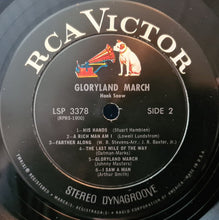 RCA VICTOR
GLORYLAND MARCH
Hank Snow
LSP 3378
SIDE 2
(RPRS-1900)
1-HIS HANDS (Stuart Hamblen)
2-A RICH MAN AM I (Lowell Lundstrom)
3-FARTHER ALONG
(W. B. Stevens-Arr. J. R. Baxter, Jr.)
4-THE LAST MILE OF THE WAY
5-GLORYLAND MARCH
(Johnny Masters)
6-I SAW A MAN
(Arthur Smith)
STEREO DYNAGROOVE